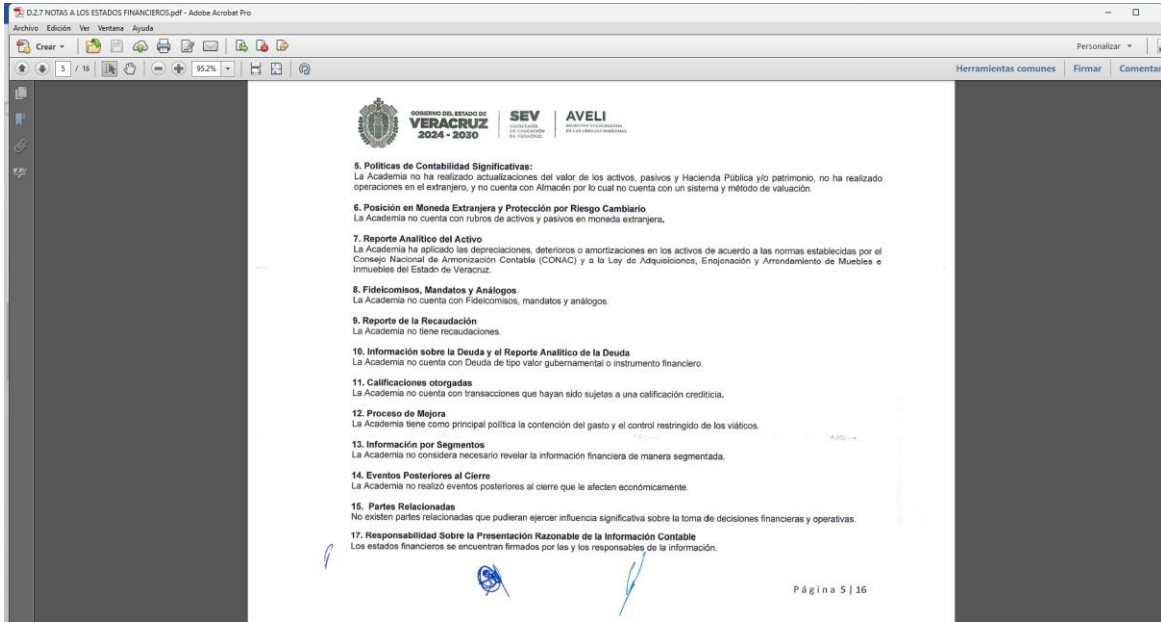 D.2.7 NOTAS A LOS ESTADOS FINANCIEROS.pdf - Adobe Acrobat Pro
Archivo Edición Ver Ventana Ayuda
Crear
Personalizar
5 / 16 95.2%
Herramientas comunes Firmar Comentar
GOBIERNO DEL ESTADO DE
VERACRUZ
2024 - 2030
SEV
SECRETARÍA
DE EDUCACIÓN
DE VERACRUZ
AVELI
ACADEMIA VERACRUZANA
DE LAS LENGUAS INDÍGENAS
5. Políticas de Contabilidad Significativas:
La Academia no ha realizado actualizaciones del valor de los activos, pasivos y Hacienda Pública y/o patrimonio, no ha realizado
operaciones en el extranjero, y no cuenta con Almacén por lo cual no cuenta con un sistema y método de valuación.
6. Posición en Moneda Extranjera y Protección por Riesgo Cambiario
La Academia no cuenta con rubros de activos y pasivos en moneda extranjera.
7. Reporte Analítico del Activo
La Academia ha aplicado las depreciaciones, deterioros o amortizaciones en los activos de acuerdo a las normas establecidas por el
Consejo Nacional de Armonización Contable (CONAC) y a la Ley de Adquisiciones, Enajenación y Arrendamiento de Muebles e
Inmuebles del Estado de Veracruz.
8. Fideicomisos, Mandatos y Análogos
La Academia no cuenta con Fideicomisos, mandatos y análogos.
9. Reporte de la Recaudación
La Academia no tiene recaudaciones.
10. Información sobre la Deuda y el Reporte Analítico de la Deuda
La Academia no cuenta con Deuda de tipo valor gubernamental o instrumento financiero.
11. Calificaciones otorgadas
La Academia no cuenta con transacciones que hayan sido sujetas a una calificación crediticia.
12. Proceso de Mejora
La Academia tiene como principal política la contención del gasto y el control restringido de los viáticos.
13. Información por Segmentos
La Academia no considera necesario revelar la información financiera de manera segmentada.
14. Eventos Posteriores al Cierre
La Academia no realizó eventos posteriores al cierre que le afecten económicamente.
15. Partes Relacionadas
No existen partes relacionadas que pudieran ejercer influencia significativa sobre la toma de decisiones financieras y operativas.
17. Responsabilidad Sobre la Presentación Razonable de la Información Contable
Los estados financieros se encuentran firmados por las y los responsables de la información.
Página 5 | 16